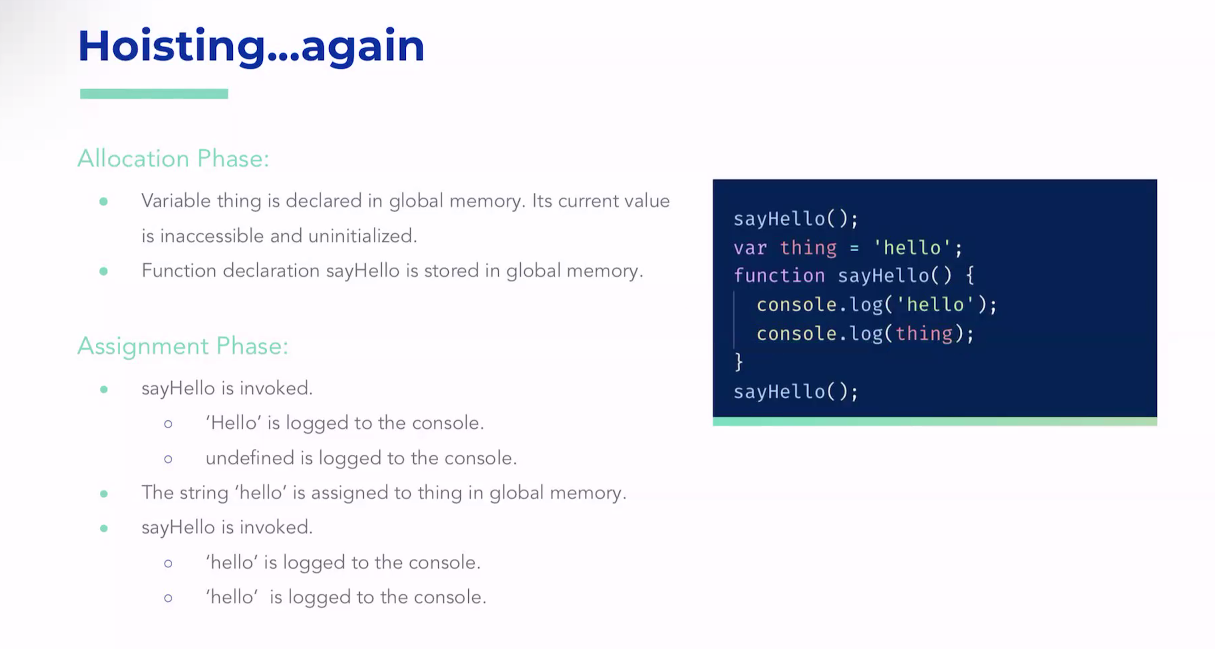 Hoisting...again
Allocation Phase:
● Variable thing is declared in global memory. Its current value
is inaccessible and uninitialized.
● Function declaration sayHello is stored in global memory.
Assignment Phase:
● sayHello is invoked.
○ ‘Hello’ is logged to the console.
○ undefined is logged to the console.
● The string ‘hello’ is assigned to thing in global memory.
● sayHello is invoked.
○ ‘hello’ is logged to the console.
○ ‘hello’  is logged to the console.
sayHello();
var thing = 'hello';
function sayHello() {
  console.log('hello');
  console.log(thing);
}
sayHello();